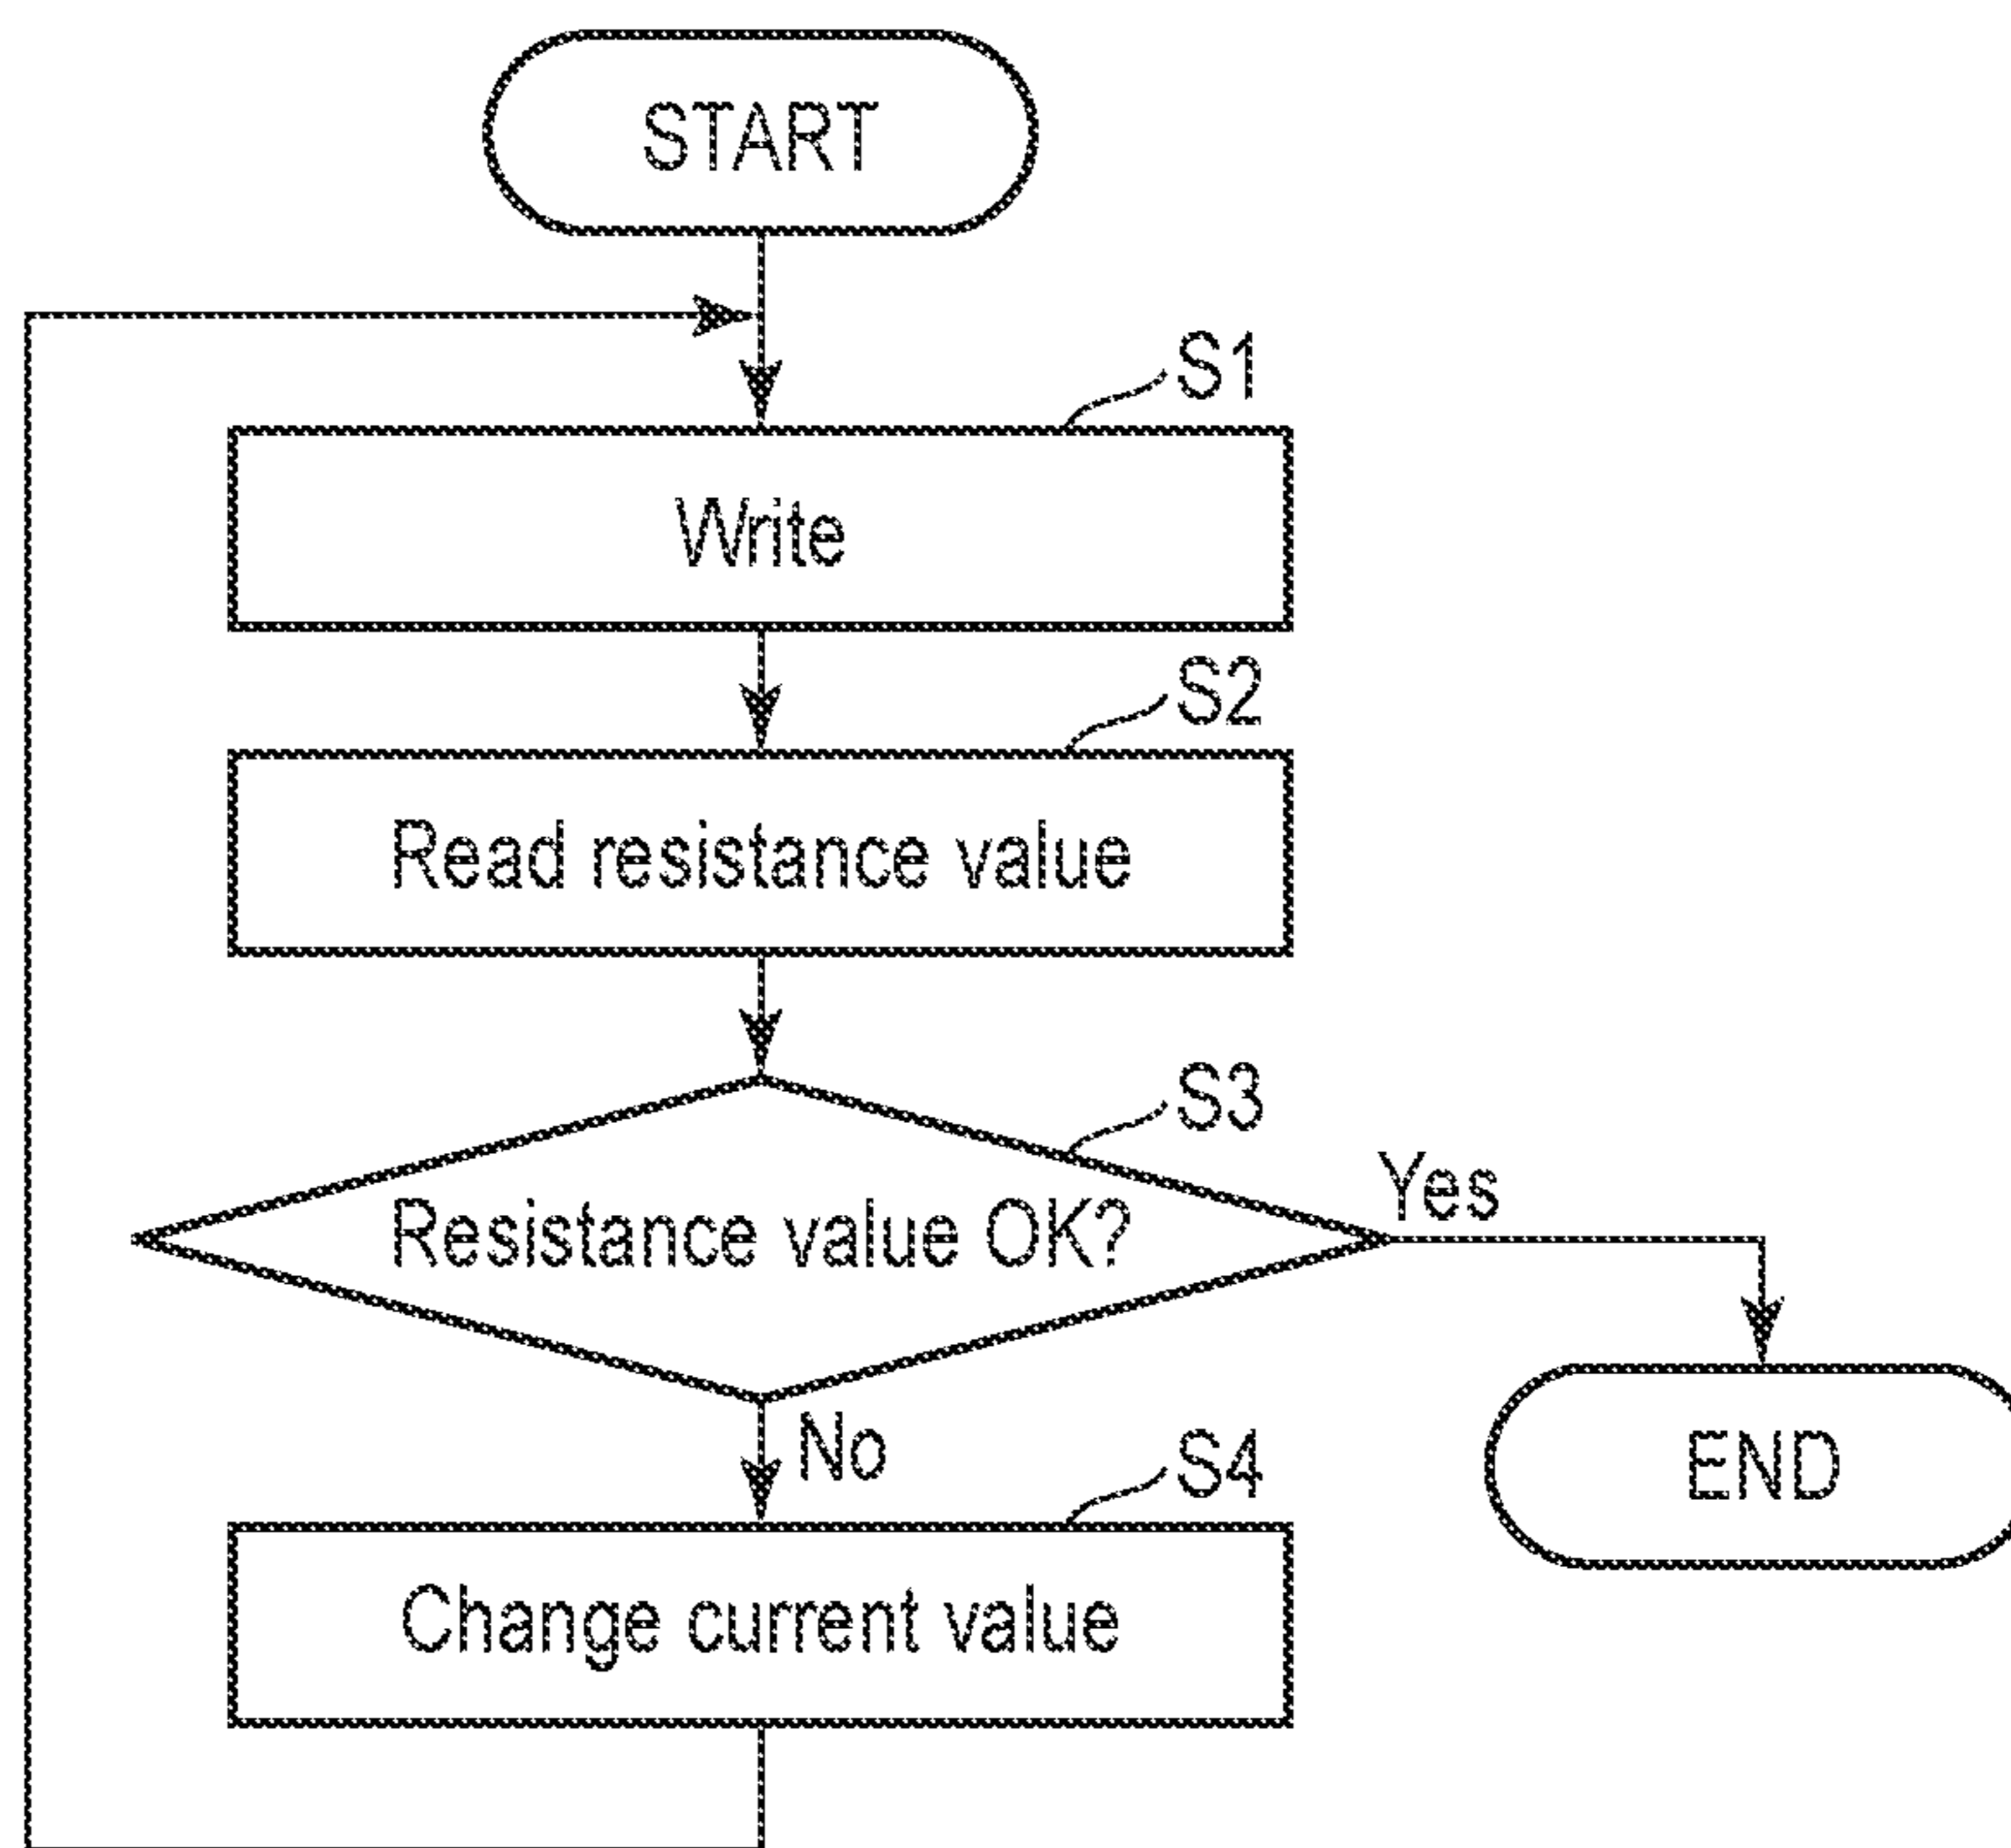 START
S1
Write
S2
Read resistance value
S3
Resistance value OK?
Yes
No
S4
END
Change current value